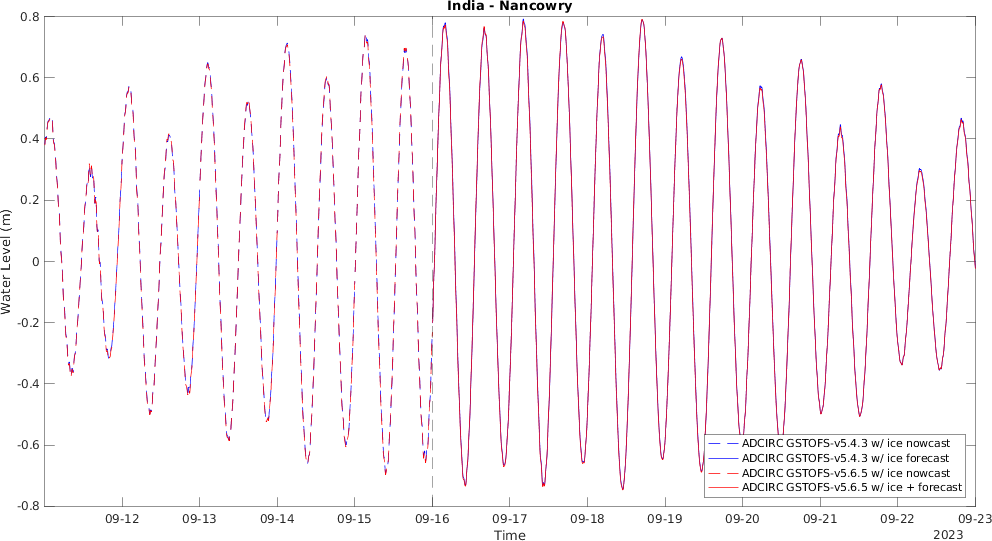 India - Nancowry
0.8
0.6
0.4
0.2
0
-0.2
-0.4
-0.6
-0.8
Water Level (m)
ADCIRC GSTOFS-v5.4.3 w/ ice nowcast
ADCIRC GSTOFS-v5.4.3 w/ ice forecast
ADCIRC GSTOFS-v5.6.5 w/ ice nowcast
ADCIRC GSTOFS-v5.6.5 w/ ice + forecast
09-12 09-13 09-14 09-15 09-16 09-17 09-18 09-19 09-20 09-21 09-22 09-23
Time
2023